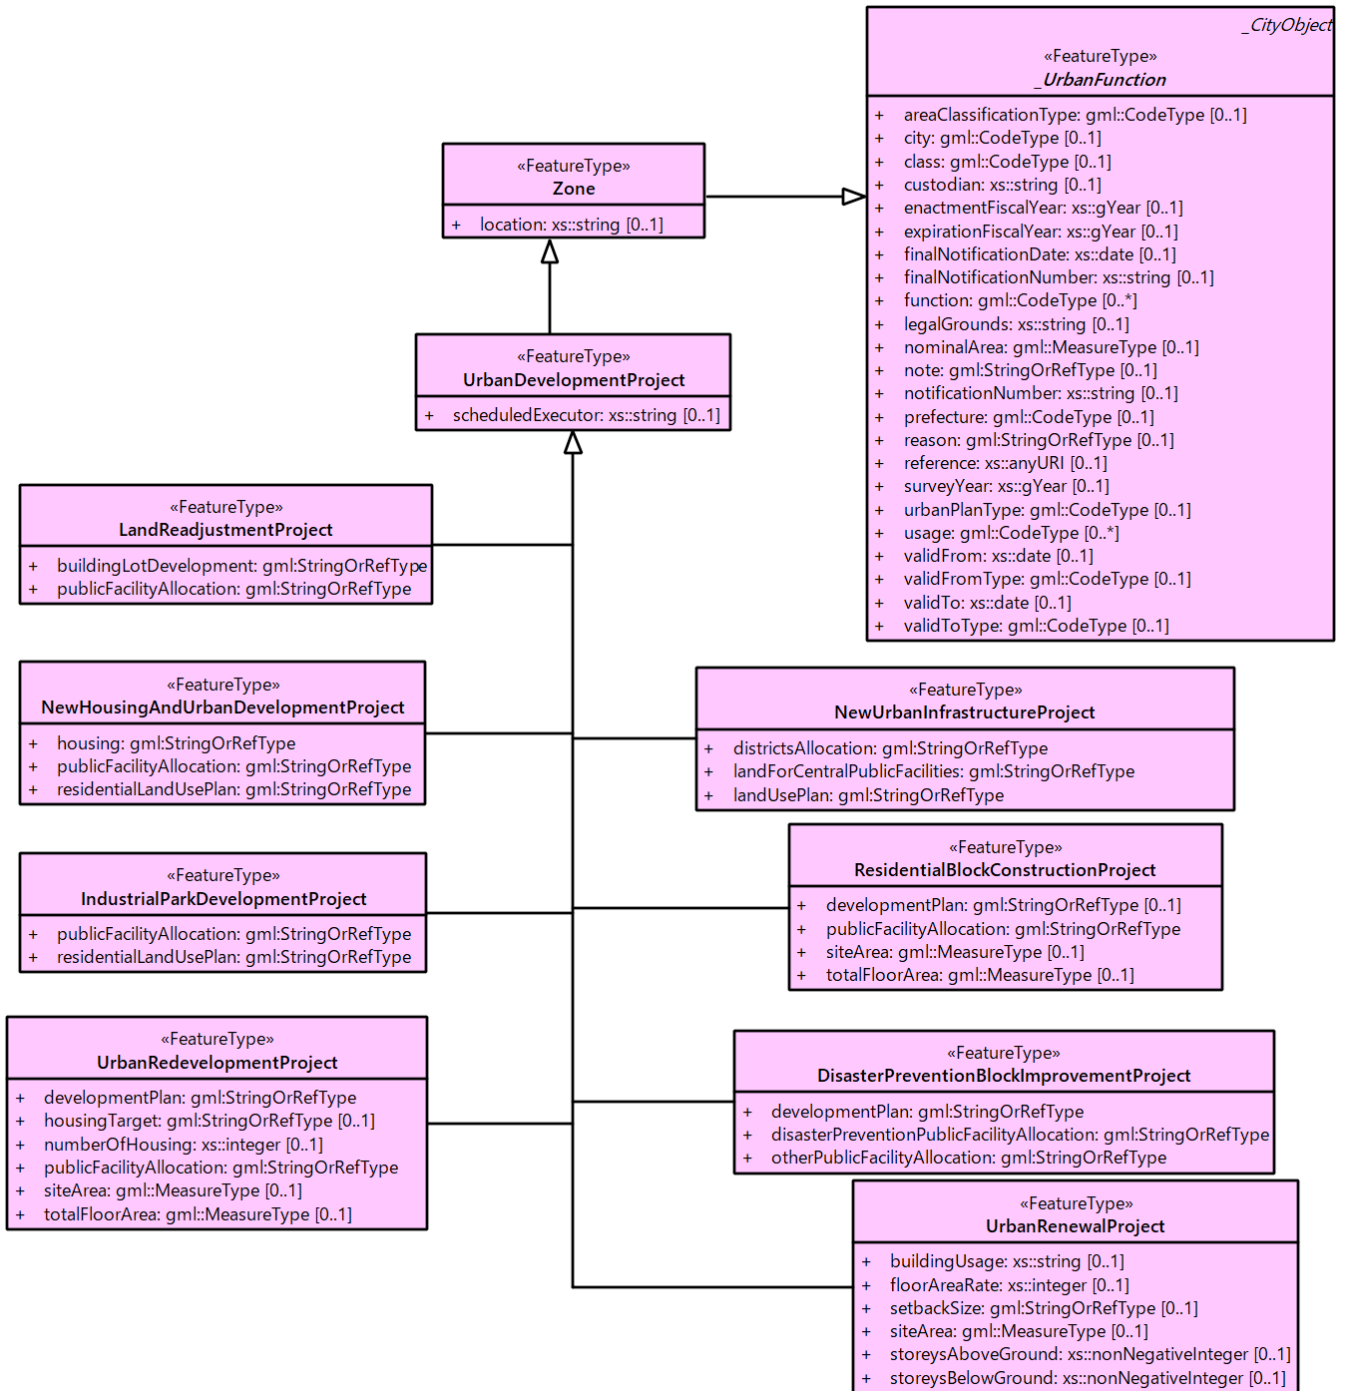 _CityObject
«FeatureType»
_UrbanFunction
+ areaClassificationType: gml::CodeType [0..1]
+ city: gml::CodeType [0..1]
+ class: gml::CodeType [0..1]
+ custodian: xs::string [0..1]
+ enactmentFiscalYear: xs::gYear [0..1]
+ expirationFiscalYear: xs::gYear [0..1]
+ finalNotificationDate: xs::date [0..1]
+ finalNotificationNumber: xs::string [0..1]
+ function: gml::CodeType [0..*]
+ legalGrounds: xs::string [0..1]
+ nominalArea: gml::MeasureType [0..1]
+ note: gml:StringOrRefType [0..1]
+ notificationNumber: xs::string [0..1]
+ prefecture: gml::CodeType [0..1]
+ reason: gml:StringOrRefType [0..1]
+ reference: xs::anyURI [0..1]
+ surveyYear: xs::gYear [0..1]
+ urbanPlanType: gml::CodeType [0..1]
+ usage: gml::CodeType [0..*]
+ validFrom: xs::date [0..1]
+ validFromType: gml::CodeType [0..1]
+ validTo: xs::date [0..1]
+ validToType: gml::CodeType [0..1]
«FeatureType»
Zone
+ location: xs::string [0..1]
«FeatureType»
UrbanDevelopmentProject
+ scheduledExecutor: xs::string [0..1]
«FeatureType»
LandReadjustmentProject
+ buildingLotDevelopment: gml:StringOrRefType
+ publicFacilityAllocation: gml:StringOrRefType
«FeatureType»
NewHousingAndUrbanDevelopmentProject
+ housing: gml:StringOrRefType
+ publicFacilityAllocation: gml:StringOrRefType
+ residentialLandUsePlan: gml:StringOrRefType
«FeatureType»
NewUrbanInfrastructureProject
+ districtsAllocation: gml:StringOrRefType
+ landForCentralPublicFacilities: gml:StringOrRefType
+ landUsePlan: gml:StringOrRefType
«FeatureType»
IndustrialParkDevelopmentProject
+ publicFacilityAllocation: gml:StringOrRefType
+ residentialLandUsePlan: gml:StringOrRefType
«FeatureType»
ResidentialBlockConstructionProject
+ developmentPlan: gml:StringOrRefType [0..1]
+ publicFacilityAllocation: gml:StringOrRefType
+ siteArea: gml::MeasureType [0..1]
+ totalFloorArea: gml::MeasureType [0..1]
«FeatureType»
UrbanRedevelopmentProject
+ developmentPlan: gml:StringOrRefType
+ housingTarget: gml:StringOrRefType [0..1]
+ numberOfHousing: xs::integer [0..1]
+ publicFacilityAllocation: gml:StringOrRefType
+ siteArea: gml::MeasureType [0..1]
+ totalFloorArea: gml::MeasureType [0..1]
«FeatureType»
DisasterPreventionBlockImprovementProject
+ developmentPlan: gml:StringOrRefType
+ disasterPreventionPublicFacilityAllocation: gml:StringOrRefType
+ otherPublicFacilityAllocation: gml:StringOrRefType
«FeatureType»
UrbanRenewalProject
+ buildingUsage: xs::string [0..1]
+ floorAreaRate: xs::integer [0..1]
+ setbackSize: gml:StringOrRefType [0..1]
+ siteArea: gml::MeasureType [0..1]
+ storeysAboveGround: xs::nonNegativeInteger [0..1]
+ storeysBelowGround: xs::nonNegativeInteger [0..1]